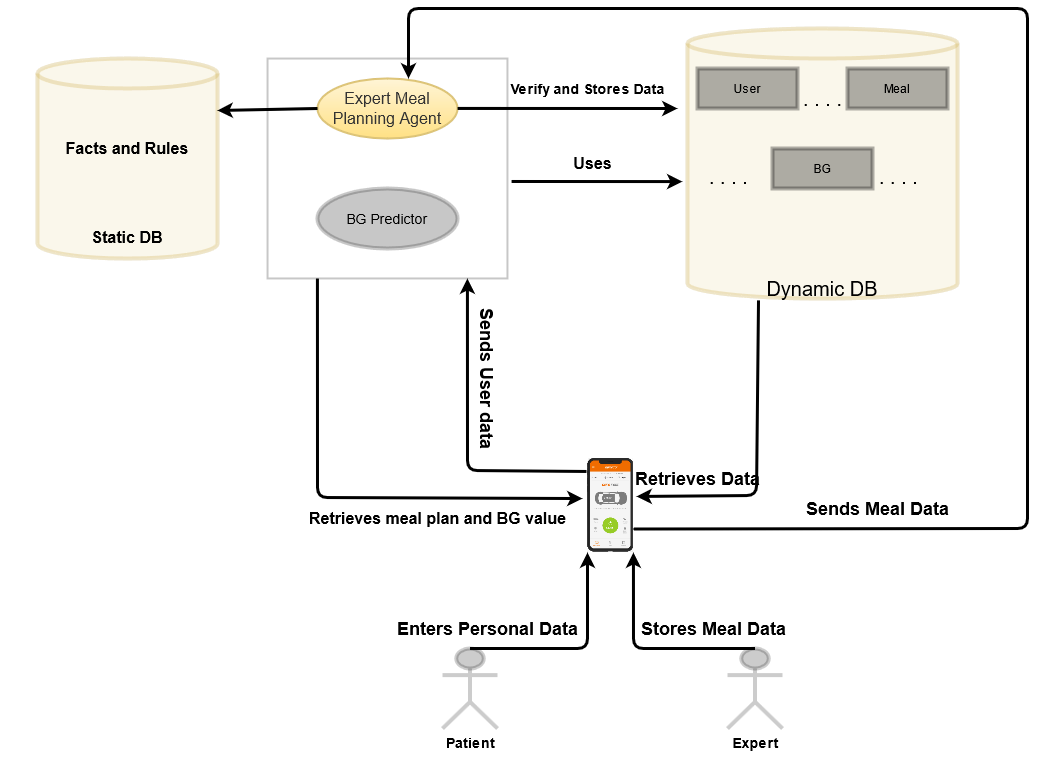 Expert Meal
Planning Agent
Verify and Stores Data
User
. . . .
Meal
Facts and Rules
Uses
. . . .
BG
. . . .
BG Predictor
Static DB
Dynamic DB
Sends User data
Retrieves Data
Sends Meal Data
Retrieves meal plan and BG value
Enters Personal Data
Stores Meal Data
Patient
Expert